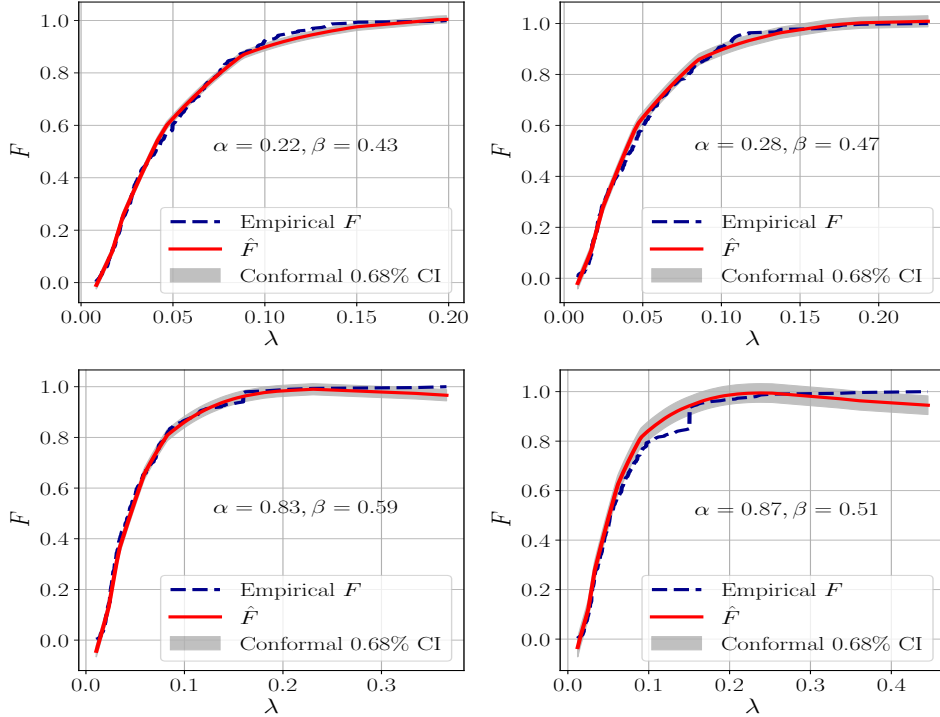 F
1.0
0.8
0.6
0.4
0.2
0.0
α = 0.22, β = 0.43
Empirical F
F̂
Conformal 0.68% CI
0.00 0.05 0.10 0.15 0.20
λ
F
1.0
0.8
0.6
0.4
0.2
0.0
α = 0.28, β = 0.47
Empirical F
F̂
Conformal 0.68% CI
0.00 0.05 0.10 0.15 0.20
λ
F
1.0
0.8
0.6
0.4
0.2
0.0
α = 0.83, β = 0.59
Empirical F
F̂
Conformal 0.68% CI
0.0 0.1 0.2 0.3
λ
F
1.0
0.8
0.6
0.4
0.2
0.0
α = 0.87, β = 0.51
Empirical F
F̂
Conformal 0.68% CI
0.0 0.1 0.2 0.3 0.4
λ